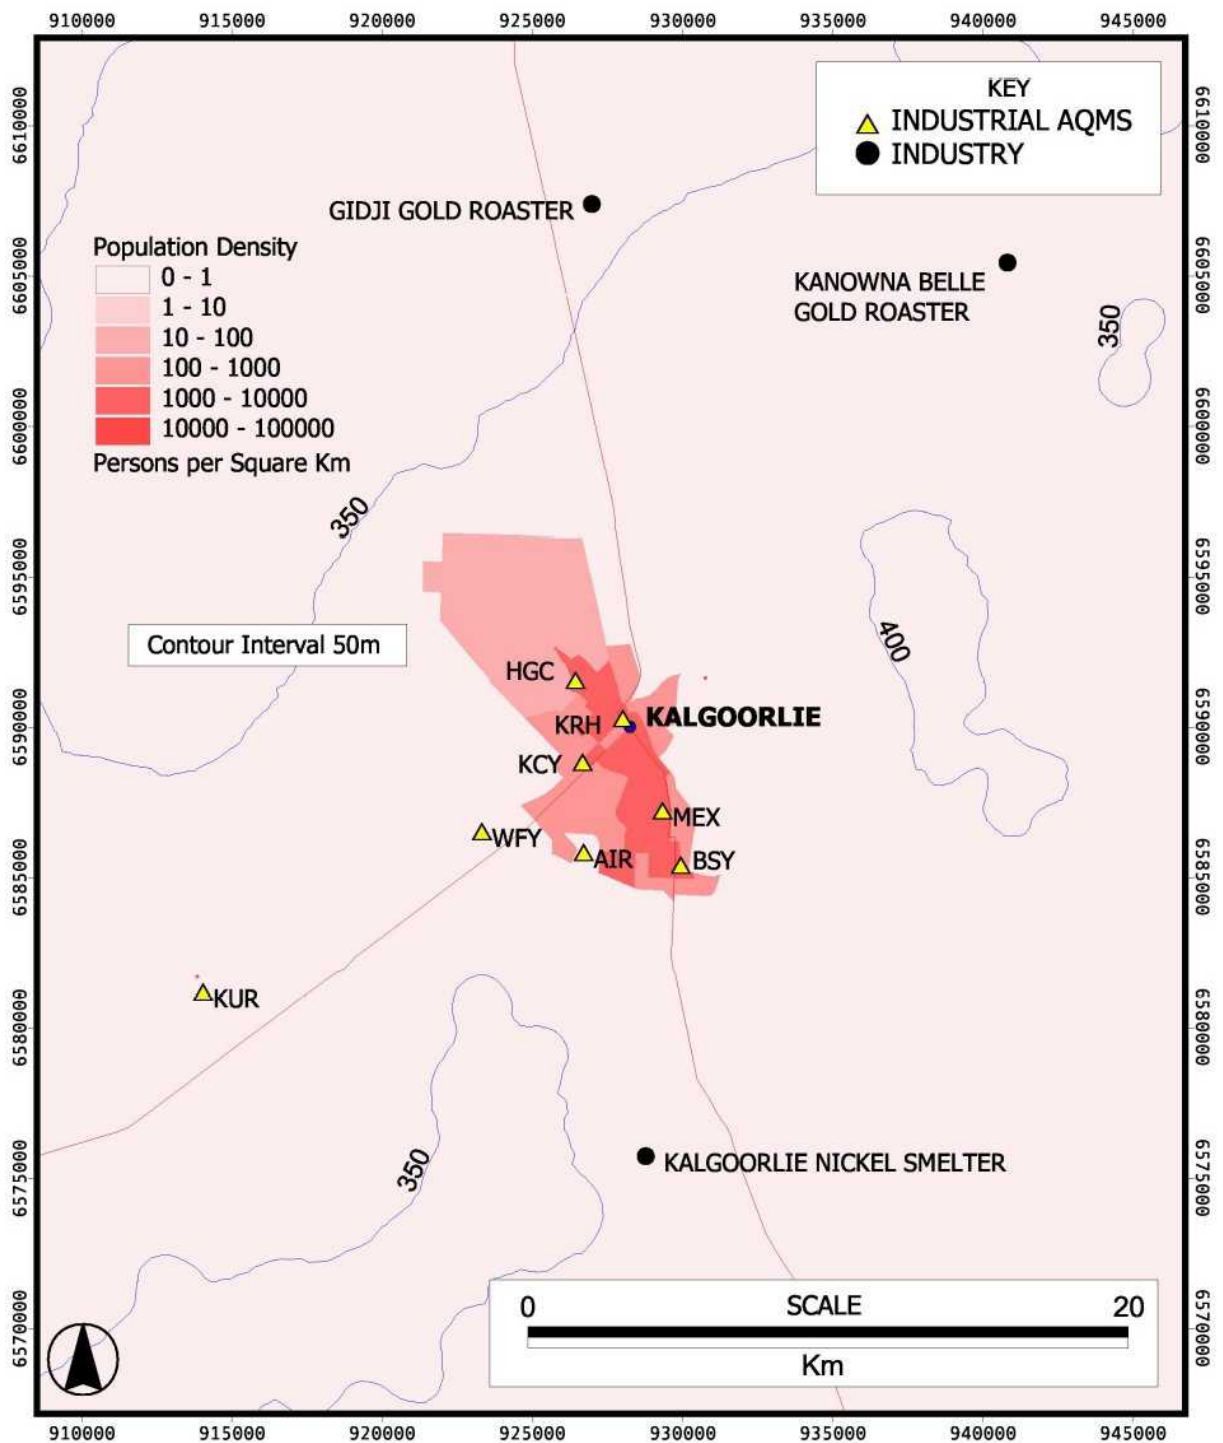 910000 915000 920000 925000 930000 935000 940000 945000
KEY
INDUSTRIAL AQMS
INDUSTRY
GIDJI GOLD ROASTER
KANOWNA BELLE
GOLD ROASTER
Population Density
0 - 1
1 - 10
10 - 100
100 - 1000
1000 - 10000
10000 - 100000
Persons per Square Km
350
350
400
Contour Interval 50m
HGC
KRH
KALGOORLIE
KCY
MEX
WFY
AIR
BSY
KUR
350
KALGOORLIE NICKEL SMELTER
0 SCALE 20
Km
6610000
6605000
6600000
6595000
6590000
6585000
6580000
6575000
6570000
6610000
6605000
6600000
6595000
6590000
6585000
6580000
6575000
6570000
910000 915000 920000 925000 930000 935000 940000 945000